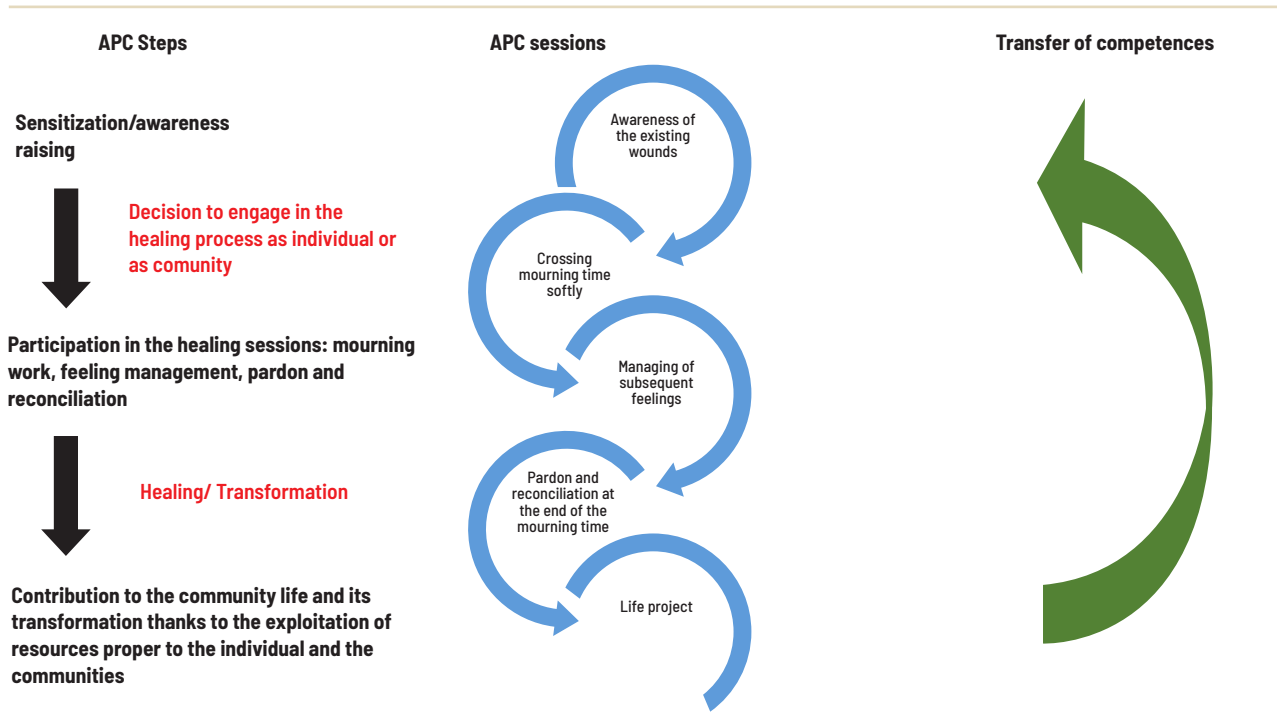 APC Steps
APC sessions
Transfer of competences
Sensitization/awareness
raising
Decision to engage in the
healing process as individual or
as comunity
Participation in the healing sessions: mourning
work, feeling management, pardon and
reconciliation
Healing/ Transformation
Contribution to the community life and its
transformation thanks to the exploitation of
resources proper to the individual and the
communities
Awareness of
the existing
wounds
Crossing
mourning time
softly
Managing of
subsequent
feelings
Pardon and
reconciliation at
the end of the
mourning time
Life project